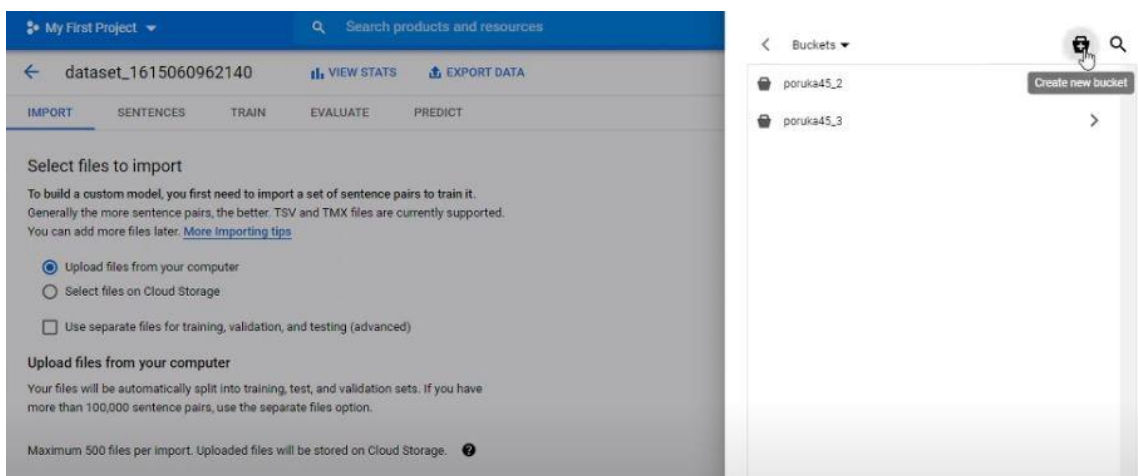 My First Project
Search products and resources
dataset_1615060962140
VIEW STATS
EXPORT DATA
IMPORT
SENTENCES
TRAIN
EVALUATE
PREDICT
Select files to import
To build a custom model, you first need to import a set of sentence pairs to train it.
Generally the more sentence pairs, the better. TSV and TMX files are currently supported.
You can add more files later. More Importing tips
Upload files from your computer
Select files on Cloud Storage
Use separate files for training, validation, and testing (advanced)
Upload files from your computer
Your files will be automatically split into training, test, and validation sets. If you have
more than 100,000 sentence pairs, use the separate files option.
Maximum 500 files per import. Uploaded files will be stored on Cloud Storage.
Buckets
Create new bucket
poruka45_2
poruka45_3